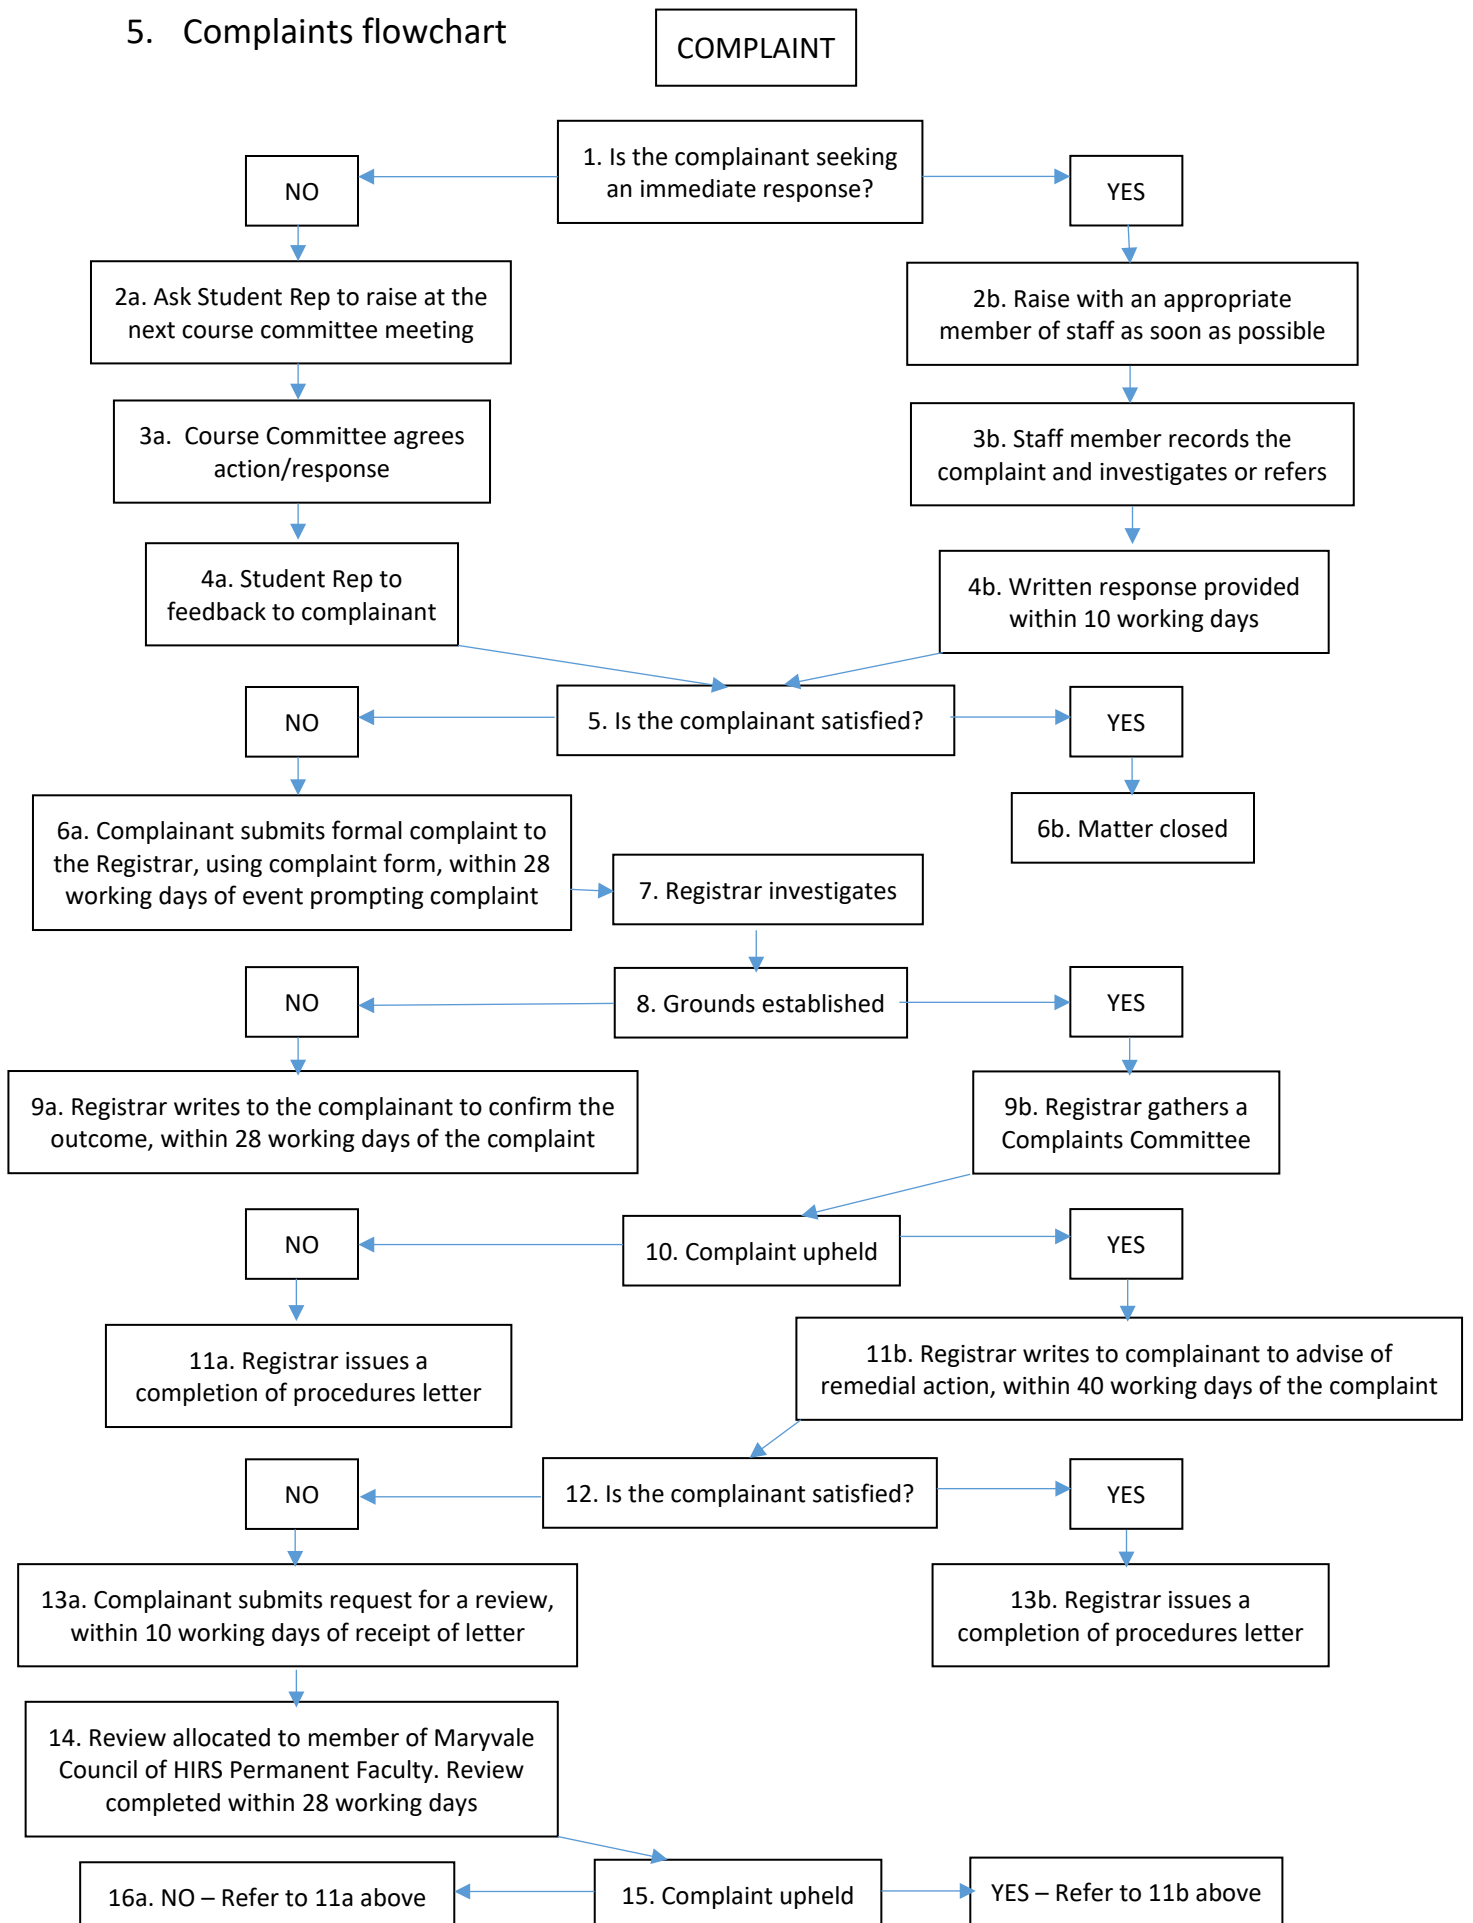 5. Complaints flowchart
COMPLAINT
1. Is the complainant seeking
an immediate response?
NO
YES
2a. Ask Student Rep to raise at the
next course committee meeting
2b. Raise with an appropriate
member of staff as soon as possible
3a. Course Committee agrees
action/response
3b. Staff member records the
complaint and investigates or refers
4a. Student Rep to
feedback to complainant
4b. Written response provided
within 10 working days
NO
5. Is the complainant satisfied?
YES
6a. Complainant submits formal complaint to
the Registrar, using complaint form, within 28
working days of event prompting complaint
6b. Matter closed
7. Registrar investigates
NO
8. Grounds established
YES
9a. Registrar writes to the complainant to confirm the
outcome, within 28 working days of the complaint
9b. Registrar gathers a
Complaints Committee
NO
10. Complaint upheld
YES
11a. Registrar issues a
completion of procedures letter
11b. Registrar writes to complainant to advise of
remedial action, within 40 working days of the complaint
NO
12. Is the complainant satisfied?
YES
13a. Complainant submits request for a review,
within 10 working days of receipt of letter
13b. Registrar issues a
completion of procedures letter
14. Review allocated to member of Maryvale
Council of HIRS Permanent Faculty. Review
completed within 28 working days
16a. NO – Refer to 11a above
15. Complaint upheld
YES – Refer to 11b above